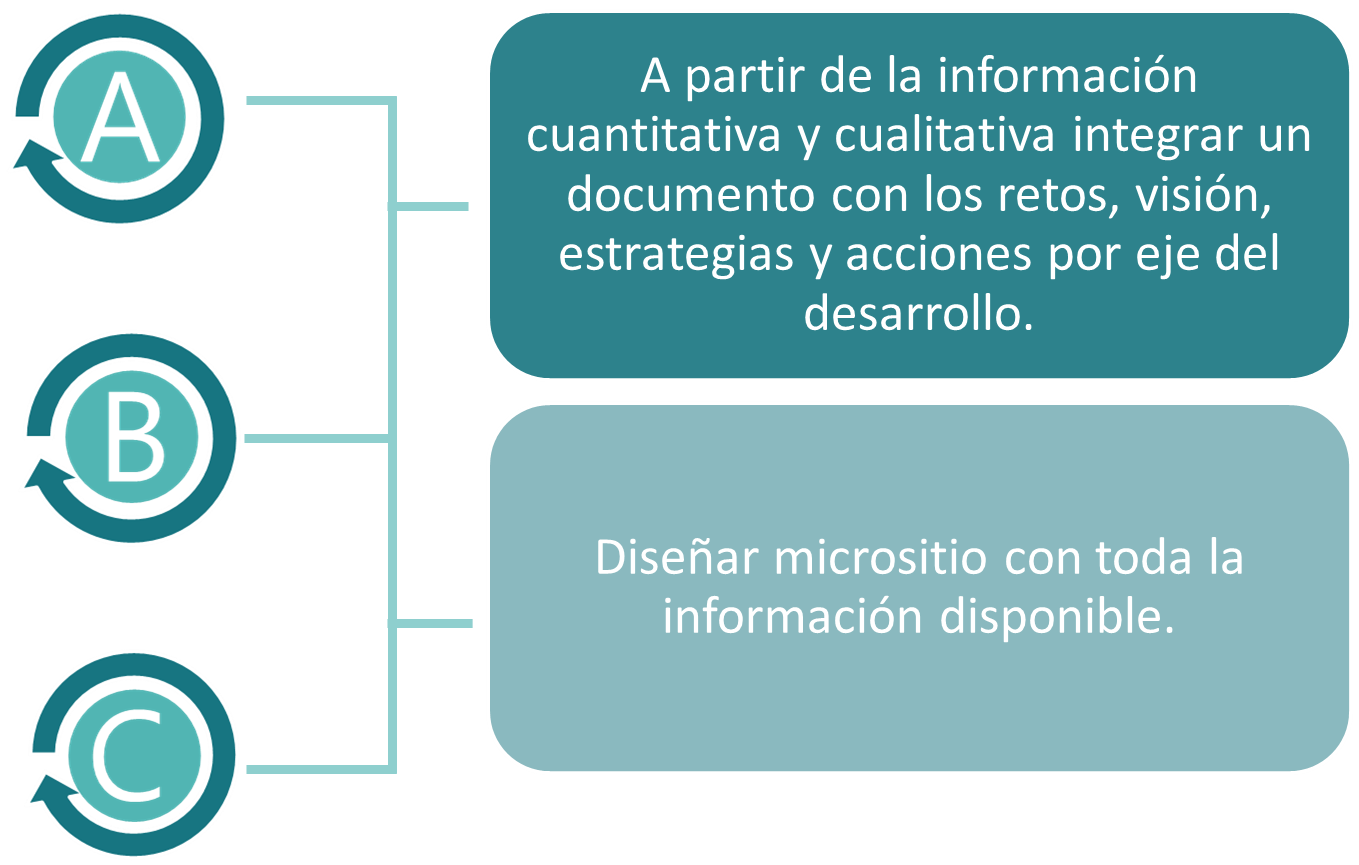 A
A partir de la información
cuantitativa y cualitativa integrar un
documento con los retos, visión,
estrategias y acciones por eje del
desarrollo.
B
Diseñar micrositio con toda la
información disponible.
C